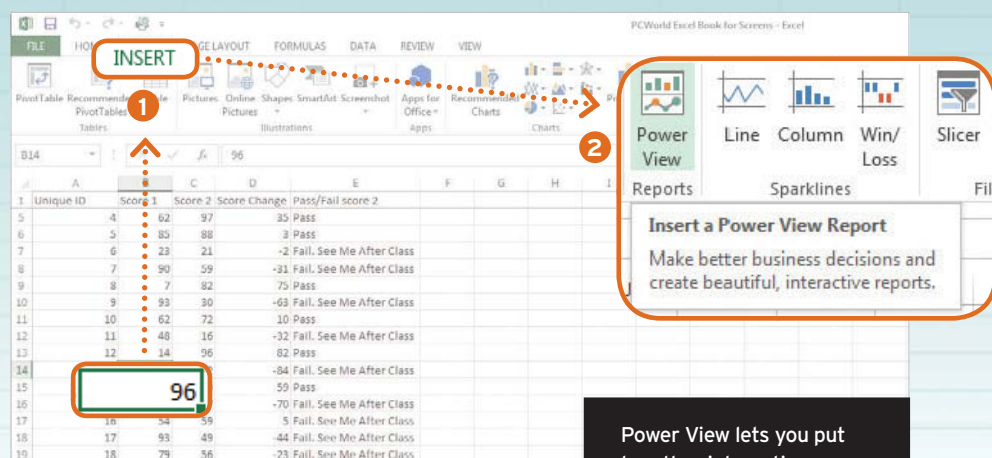 PCWorld Excel Book for Screens - Excel
FILE HOM INSERT GE LAYOUT FORMULAS DATA REVIEW VIEW
PivotTable Recommende ble Pictures Online Shapes SmartArt Screenshot Apps for Recommended
PivotTables Pictures Office Charts
Tables Illustrations Apps Charts
1
2
Power View Line Column Win/Loss Slicer
Reports Sparklines Fil
Insert a Power View Report
Make better business decisions and
create beautiful, interactive reports.
B14 fx 96
A B C D E F G H I
1 Unique ID Score 1 Score 2 Score Change Pass/Fail score 2
5 4 62 97 35 Pass
6 5 85 88 3 Pass
7 6 23 21 -2 Fail. See Me After Class
8 7 90 59 -31 Fail. See Me After Class
9 8 7 82 75 Pass
10 9 93 30 -63 Fail. See Me After Class
11 10 62 72 10 Pass
12 11 48 16 -32 Fail. See Me After Class
13 12 14 96 82 Pass
14 -84 Fail. See Me After Class
15 96 59 Pass
16 -70 Fail. See Me After Class
17 16 54 59 5 Fail. See Me After Class
18 17 93 49 -44 Fail. See Me After Class
19 18 79 56 -23 Fail. See Me After Class
Power View lets you put